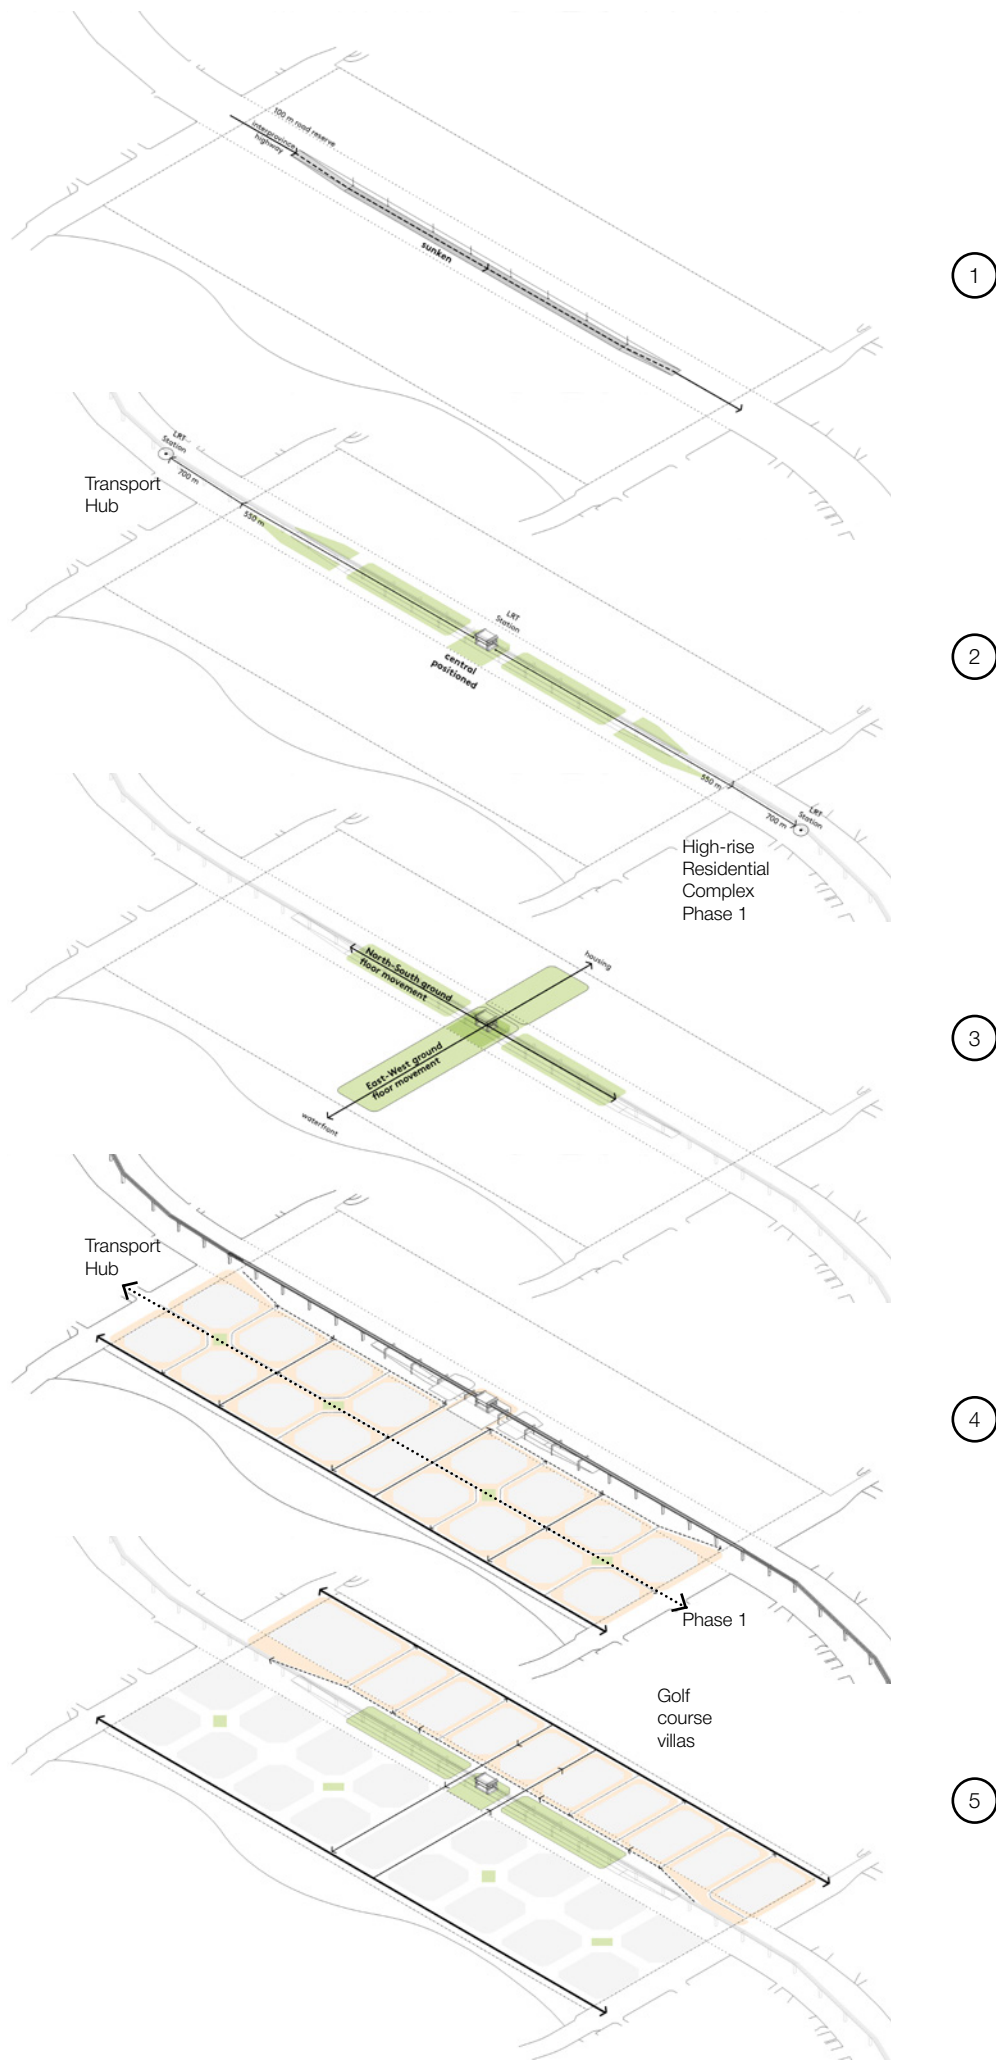 100 m road reserve
interprovince
highway
sunken
1
LRT
Station
700 m
Transport
Hub
550 m
LRT
Station
central
positioned
2
550 m
700 m
LRT
Station
High-rise
Residential
Complex
Phase 1
housing
North-South ground
floor movement
East-West ground
floor movement
waterfront
3
Transport
Hub
4
Phase 1
Golf
course
villas
5